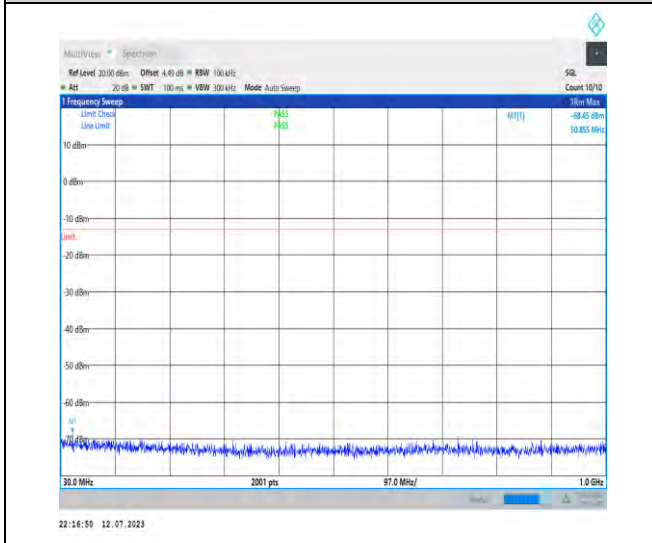 MultiView Spectrum
Ref Level 20.00 dBm Offset 4.49 dB RBW 100 kHz SGL
Att 20 dB SWT 100 ms VBW 300 kHz Mode Auto Sweep Count 10/10
1 Frequency Sweep 1Rm Max
Limit Check PASS M1[1] -68.45 dBm
Line Limit PASS 50.855 MHz
10 dBm
0 dBm
-10 dBm
Limit
-20 dBm
-30 dBm
-40 dBm
-50 dBm
-60 dBm
M1
-70 dBm
30.0 MHz 2001 pts 97.0 MHz/ 1.0 GHz
22:16:50 12.07.2023